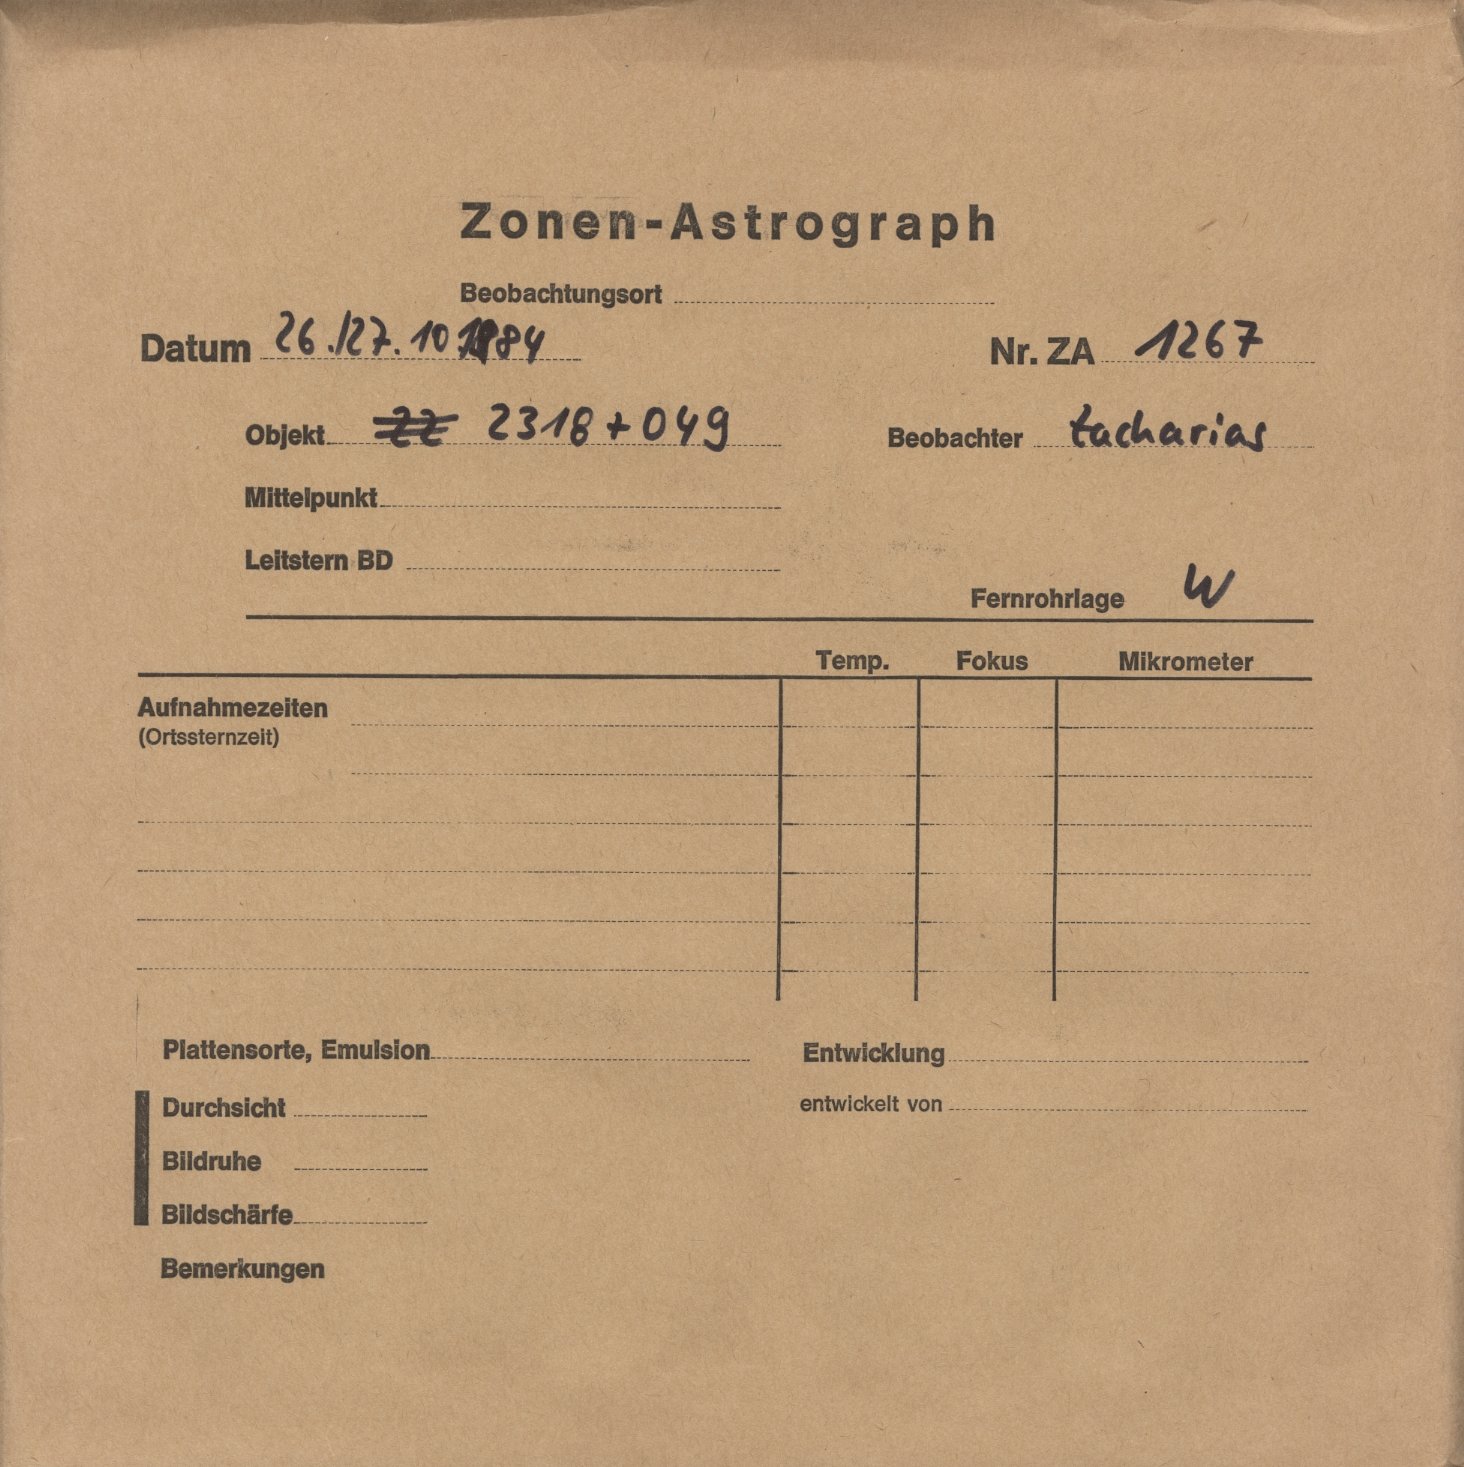 Zonen-Astrograph
Beobachtungsort
Datum 26./27.10 1984 Nr. ZA 1267
Objekt 22 2318+049 Beobachter Zacharias
Mittelpunkt
Leitstern BD
Fernrohrlage W
Temp. Fokus Mikrometer
Aufnahmezeiten
(Ortssternzeit)
Plattensorte, Emulsion Entwicklung
Durchsicht entwickelt von
Bildruhe
Bildschärfe
Bemerkungen